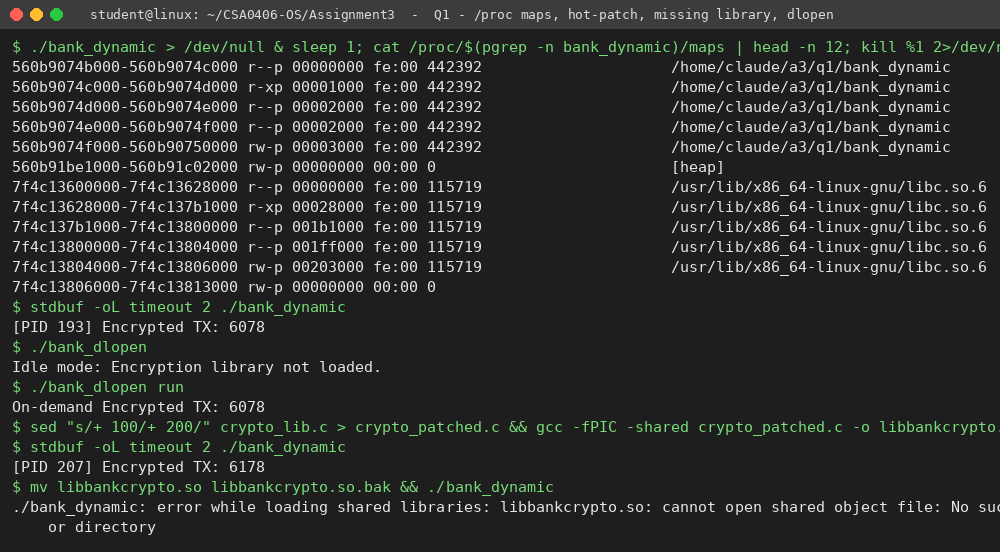 student@linux: ~/CSA0406-OS/Assignment3  -  Q1 - /proc maps, hot-patch, missing library, dlopen
$ ./bank_dynamic > /dev/null & sleep 1; cat /proc/$(pgrep -n bank_dynamic)/maps | head -n 12; kill %1 2>/dev/n
560b9074b000-560b9074c000 r--p 00000000 fe:00 442392                     /home/claude/a3/q1/bank_dynamic
560b9074c000-560b9074d000 r-xp 00001000 fe:00 442392                     /home/claude/a3/q1/bank_dynamic
560b9074d000-560b9074e000 r--p 00002000 fe:00 442392                     /home/claude/a3/q1/bank_dynamic
560b9074e000-560b9074f000 r--p 00002000 fe:00 442392                     /home/claude/a3/q1/bank_dynamic
560b9074f000-560b90750000 rw-p 00003000 fe:00 442392                     /home/claude/a3/q1/bank_dynamic
560b91be1000-560b91c02000 rw-p 00000000 00:00 0                          [heap]
7f4c13600000-7f4c13628000 r--p 00000000 fe:00 115719                     /usr/lib/x86_64-linux-gnu/libc.so.6
7f4c13628000-7f4c137b1000 r-xp 00028000 fe:00 115719                     /usr/lib/x86_64-linux-gnu/libc.so.6
7f4c137b1000-7f4c13800000 r--p 001b1000 fe:00 115719                     /usr/lib/x86_64-linux-gnu/libc.so.6
7f4c13800000-7f4c13804000 r--p 001ff000 fe:00 115719                     /usr/lib/x86_64-linux-gnu/libc.so.6
7f4c13804000-7f4c13806000 rw-p 00203000 fe:00 115719                     /usr/lib/x86_64-linux-gnu/libc.so.6
7f4c13806000-7f4c13813000 rw-p 00000000 00:00 0
$ stdbuf -oL timeout 2 ./bank_dynamic
[PID 193] Encrypted TX: 6078
$ ./bank_dlopen
Idle mode: Encryption library not loaded.
$ ./bank_dlopen run
On-demand Encrypted TX: 6078
$ sed "s/+ 100/+ 200/" crypto_lib.c > crypto_patched.c && gcc -fPIC -shared crypto_patched.c -o libbankcrypto.
$ stdbuf -oL timeout 2 ./bank_dynamic
[PID 207] Encrypted TX: 6178
$ mv libbankcrypto.so libbankcrypto.so.bak && ./bank_dynamic
./bank_dynamic: error while loading shared libraries: libbankcrypto.so: cannot open shared object file: No suc
    or directory